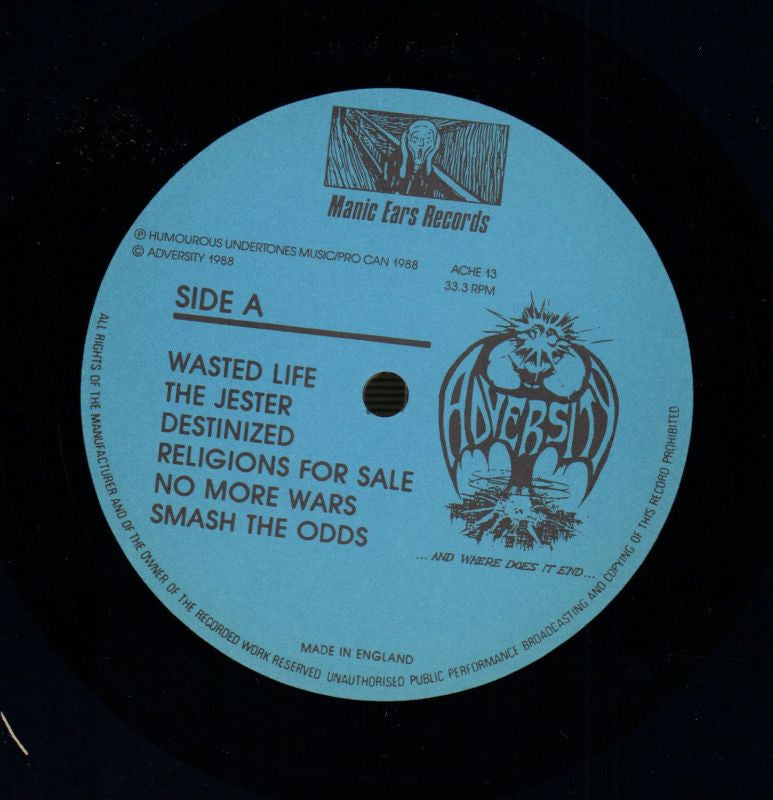 Manic Ears Records
Ⓟ HUMOUROUS UNDERTONES MUSIC/PRO CAN 1988
© ADVERSITY 1988
ACHE 13
33.3 RPM
SIDE A
WASTED LIFE
THE JESTER
DESTINIZED
RELIGIONS FOR SALE
NO MORE WARS
SMASH THE ODDS
ADVERSITY
...AND WHERE DOES IT END...
MADE IN ENGLAND
ALL RIGHTS OF THE MANUFACTURER AND OF THE OWNER OF THE RECORDED WORK RESERVED UNAUTHORISED PUBLIC PERFORMANCE BROADCASTING AND COPYING OF THIS RECORD PROHIBITED